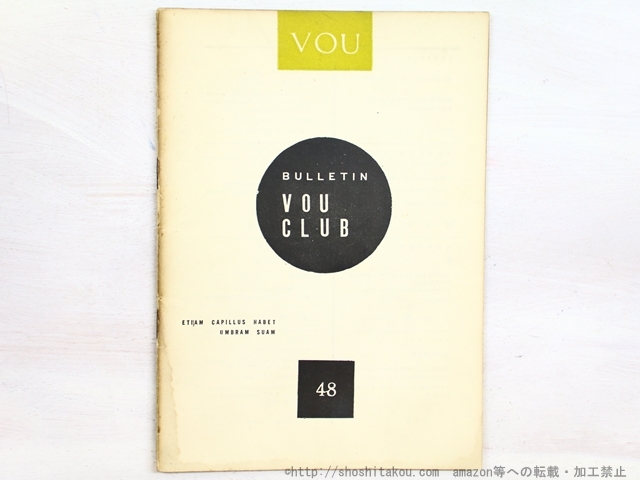 VOU
BULLETIN
VOU
CLUB
ETIAM CAPILLUS HABET
UMBRAM SUAM
48
©http://shoshitakou.com amazon等への転載・加工禁止